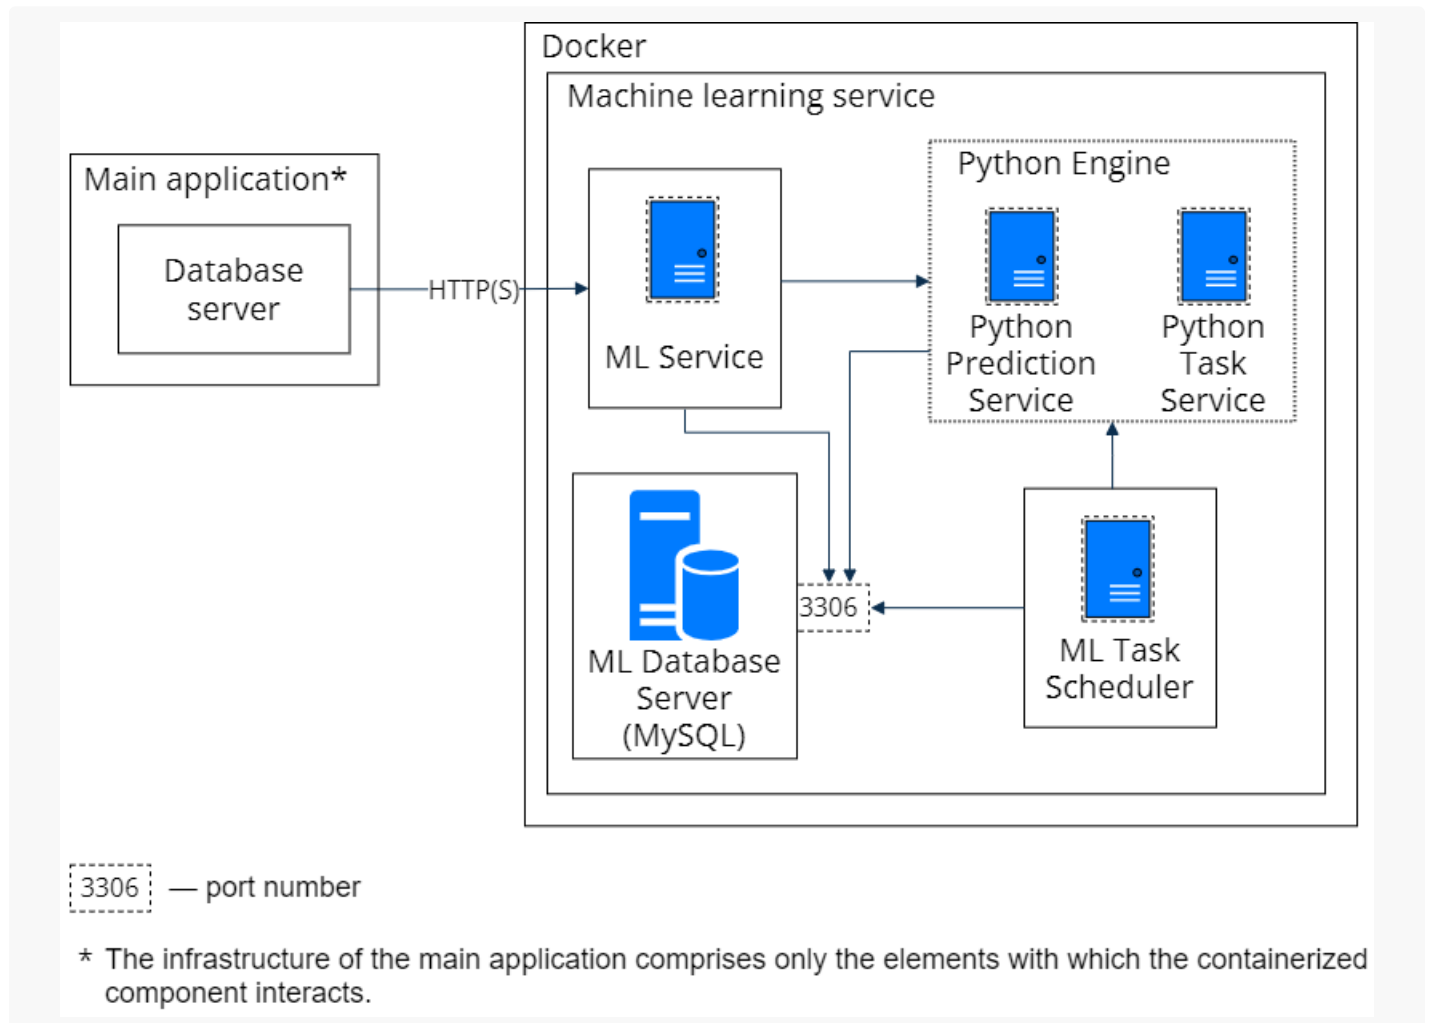 Docker
Machine learning service
Main application*
Database
server
HTTP(S)
ML Service
Python Engine
Python
Prediction
Service
Python
Task
Service
ML Database
Server
(MySQL)
3306
ML Task
Scheduler
3306 — port number
* The infrastructure of the main application comprises only the elements with which the containerized
component interacts.